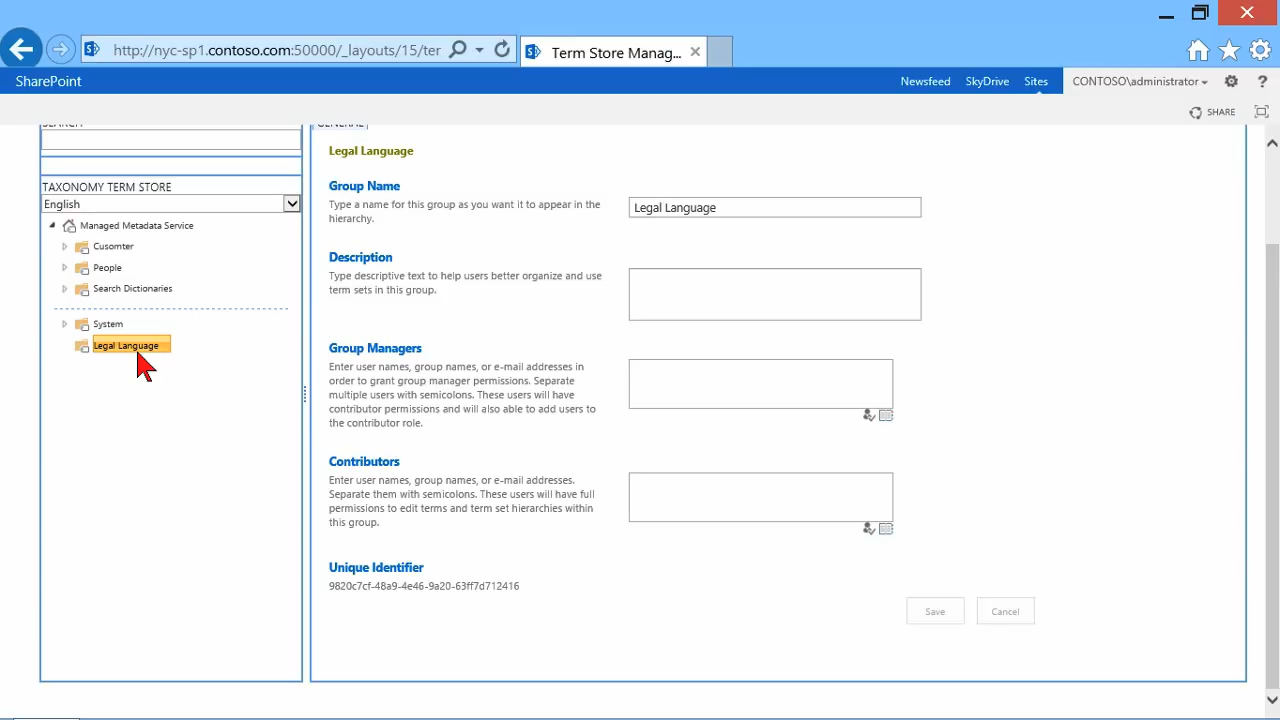 http://nyc-sp1.contoso.com:50000/_layouts/15/ter
Term Store Manag...
SharePoint
Newsfeed
SkyDrive
Sites
CONTOSO\administrator
?
SHARE
SEARCH
GENERAL
TAXONOMY TERM STORE
English
Managed Metadata Service
Cusomter
People
Search Dictionaries
System
Legal Language
Legal Language
Group Name
Type a name for this group as you want it to appear in the
hierarchy.
Legal Language
Description
Type descriptive text to help users better organize and use
term sets in this group.
Group Managers
Enter user names, group names, or e-mail addresses in
order to grant group manager permissions. Separate
multiple users with semicolons. These users will have
contributor permissions and will also able to add users to
the contributor role.
Contributors
Enter user names, group names, or e-mail addresses.
Separate them with semicolons. These users will have full
permissions to edit terms and term set hierarchies within
this group.
Unique Identifier
9820c7cf-48a9-4e46-9a20-63ff7d712416
Save
Cancel